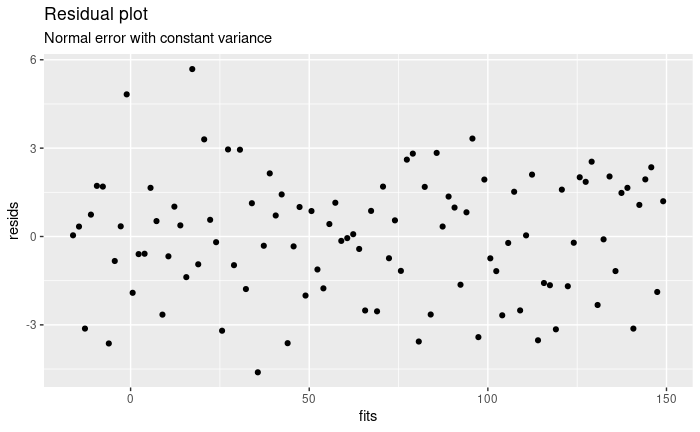 Residual plot
Normal error with constant variance
6
3
0
-3
resids
0 50 100 150
fits